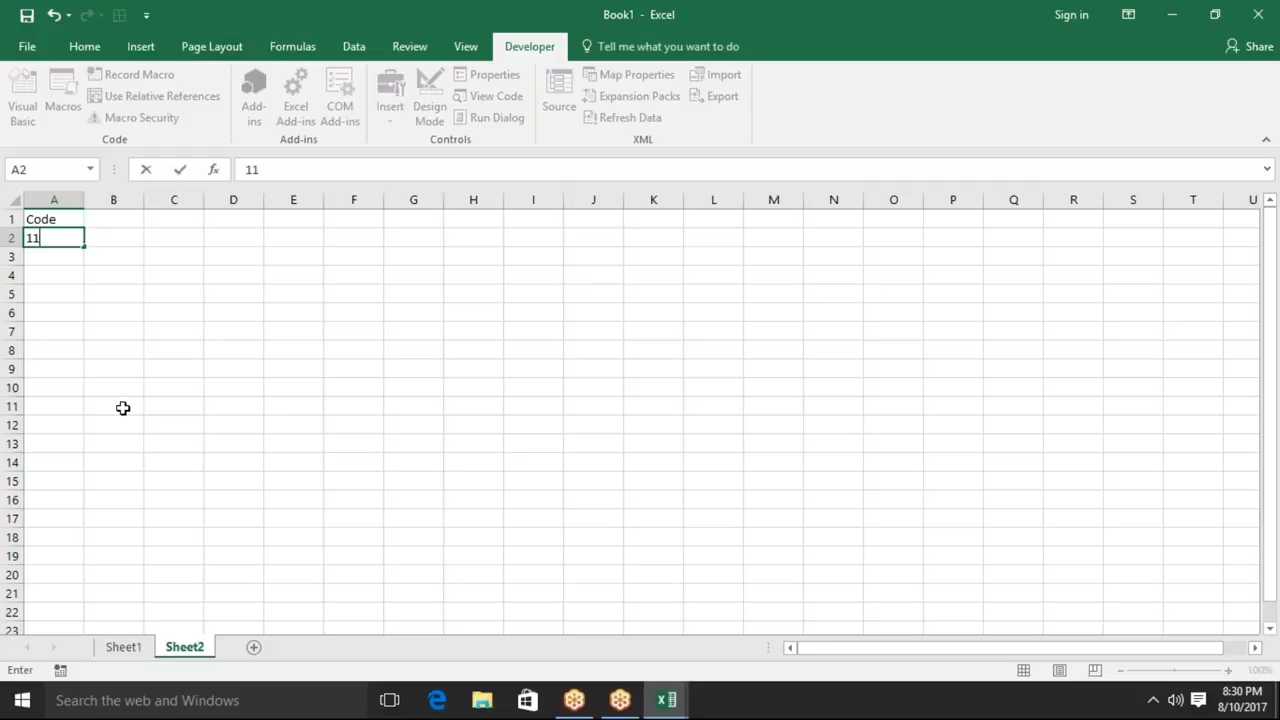 Book1 - Excel
Sign in
File Home Insert Page Layout Formulas Data Review View Developer Tell me what you want to do Share
Visual Basic
Macros
Record Macro
Use Relative References
Macro Security
Code
Add-ins
Excel Add-ins
COM Add-ins
Add-ins
Insert
Design Mode
Properties
View Code
Run Dialog
Controls
Source
Map Properties
Expansion Packs
Refresh Data
Import
Export
XML
A2 fx 11
A B C D E F G H I J K L M N O P Q R S T U
1 Code
2 11
3
4
5
6
7
8
9
10
11
12
13
14
15
16
17
18
19
20
21
22
23
Sheet1 Sheet2
Enter 100%
Search the web and Windows
8:30 PM
8/10/2017